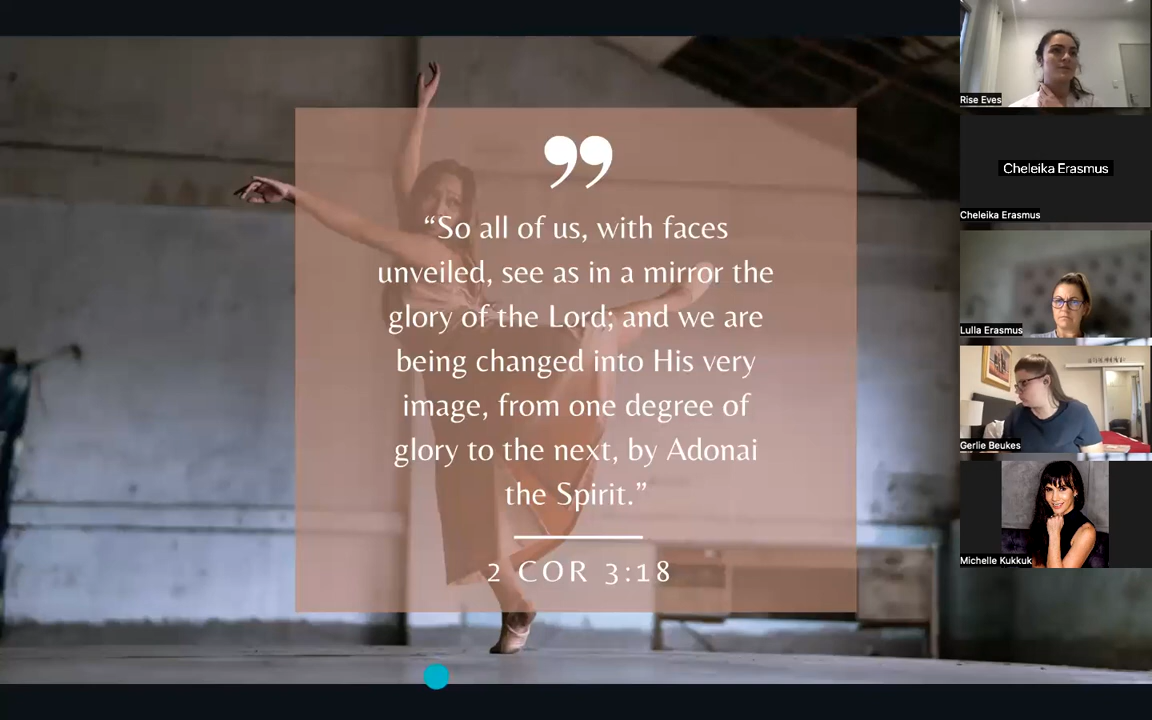 ”
“So all of us, with faces
unveiled, see as in a mirror the
glory of the Lord; and we are
being changed into His very
image, from one degree of
glory to the next, by Adonai
the Spirit.”
2 COR 3:18
Rise Eves
Cheleika Erasmus
Cheleika Erasmus
Lulla Erasmus
Gerlie Beukes
Michelle Kukkuk